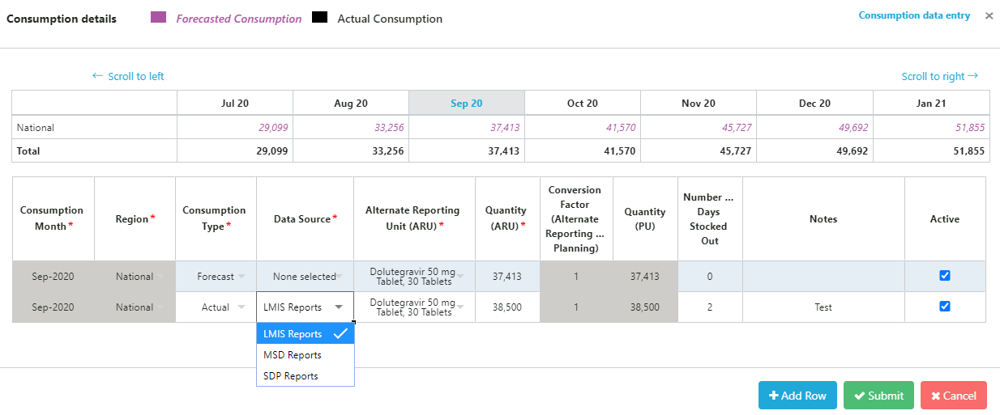 Consumption details Forecasted Consumption Actual Consumption Consumption data entry ×
← Scroll to left Scroll to right →
Jul 20 Aug 20 Sep 20 Oct 20 Nov 20 Dec 20 Jan 21
National 29,099 33,256 37,413 41,570 45,727 49,692 51,855
Total 29,099 33,256 37,413 41,570 45,727 49,692 51,855
Consumption
Month *
Region *
Consumption
Type *
Data Source *
Alternate Reporting
Unit (ARU) *
Quantity
(ARU) *
Conversion
Factor
(Alternate
Reporting ...
Planning)
Quantity
(PU)
Number ...
Days
Stocked
Out
Notes
Active
Sep-2020 National Forecast None selected
Dolutegravir 50 mg
Tablet, 30 Tablets
37,413 1 37,413 0
Sep-2020 National Actual LMIS Reports
Dolutegravir 50 mg
Tablet, 30 Tablets
38,500 1 38,500 2 Test
LMIS Reports
MSD Reports
SDP Reports
Add Row Submit Cancel